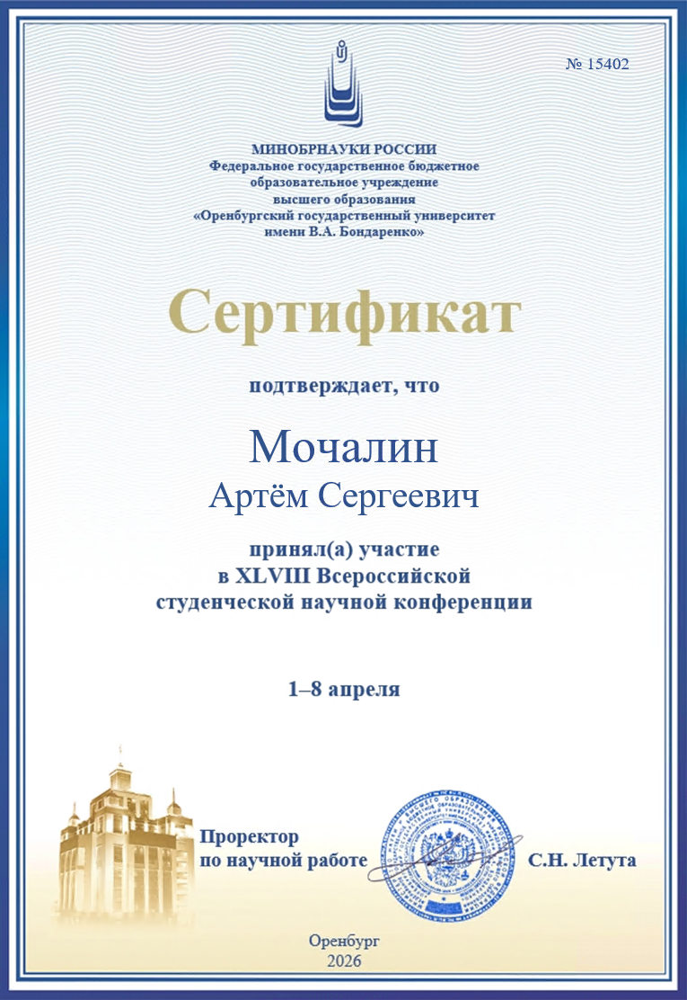 № 15402
МИНОБРНАУКИ РОССИИ
Федеральное государственное бюджетное
образовательное учреждение
высшего образования
«Оренбургский государственный университет
имени В.А. Бондаренко»
Сертификат
подтверждает, что
Мочалин
Артём Сергеевич
принял(а) участие
в XLVIII Всероссийской
студенческой научной конференции
1–8 апреля
Проректор
по научной работе
С.Н. Летута
Оренбург
2026